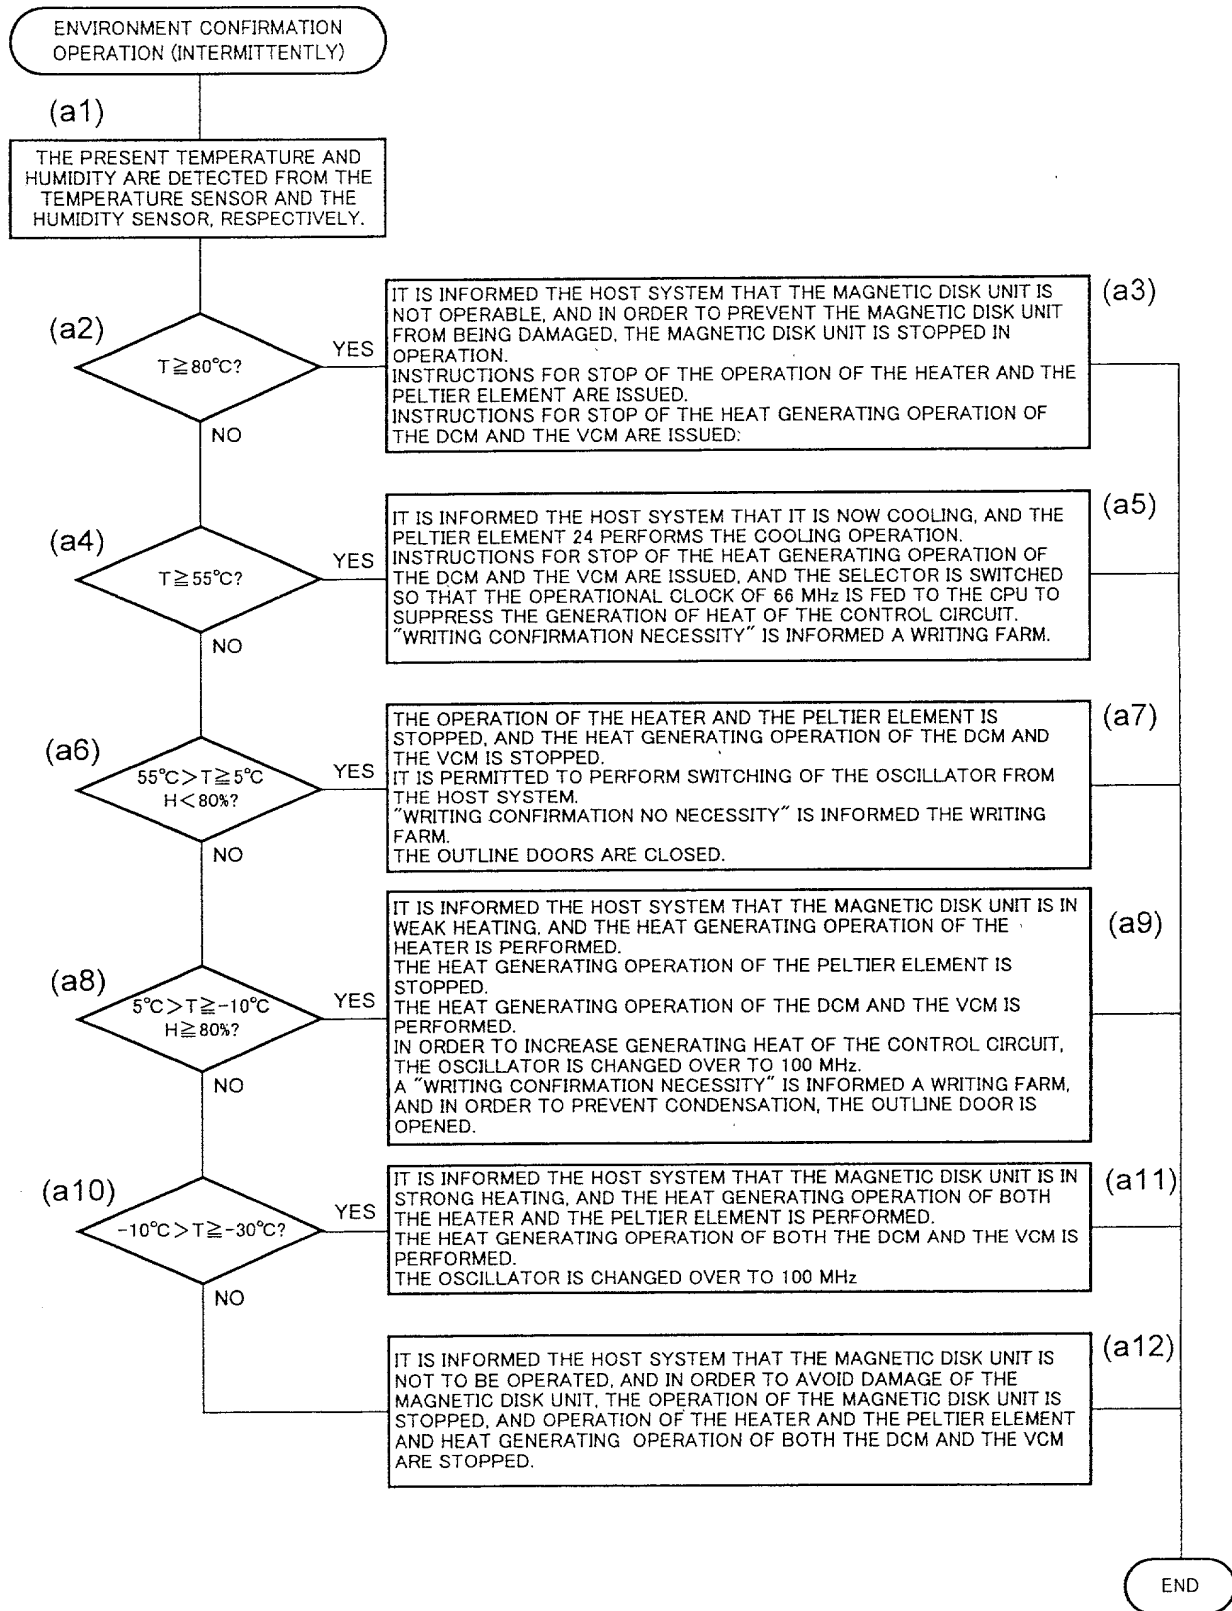 ENVIRONMENT CONFIRMATION
OPERATION (INTERMITTENTLY)
(a1)
THE PRESENT TEMPERATURE AND
HUMIDITY ARE DETECTED FROM THE
TEMPERATURE SENSOR AND THE
HUMIDITY SENSOR, RESPECTIVELY.
(a2)
T≧80℃?
YES
NO
(a3)
IT IS INFORMED THE HOST SYSTEM THAT THE MAGNETIC DISK UNIT IS
NOT OPERABLE, AND IN ORDER TO PREVENT THE MAGNETIC DISK UNIT
FROM BEING DAMAGED, THE MAGNETIC DISK UNIT IS STOPPED IN
OPERATION.
INSTRUCTIONS FOR STOP OF THE OPERATION OF THE HEATER AND THE
PELTIER ELEMENT ARE ISSUED.
INSTRUCTIONS FOR STOP OF THE HEAT GENERATING OPERATION OF
THE DCM AND THE VCM ARE ISSUED:
(a4)
T≧55℃?
YES
NO
(a5)
IT IS INFORMED THE HOST SYSTEM THAT IT IS NOW COOLING, AND THE
PELTIER ELEMENT 24 PERFORMS THE COOLING OPERATION.
INSTRUCTIONS FOR STOP OF THE HEAT GENERATING OPERATION OF
THE DCM AND THE VCM ARE ISSUED, AND THE SELECTOR IS SWITCHED
SO THAT THE OPERATIONAL CLOCK OF 66 MHz IS FED TO THE CPU TO
SUPPRESS THE GENERATION OF HEAT OF THE CONTROL CIRCUIT.
"WRITING CONFIRMATION NECESSITY" IS INFORMED A WRITING FARM.
(a6)
55℃>T≧5℃
H<80%?
YES
NO
(a7)
THE OPERATION OF THE HEATER AND THE PELTIER ELEMENT IS
STOPPED, AND THE HEAT GENERATING OPERATION OF THE DCM AND
THE VCM IS STOPPED.
IT IS PERMITTED TO PERFORM SWITCHING OF THE OSCILLATOR FROM
THE HOST SYSTEM.
"WRITING CONFIRMATION NO NECESSITY" IS INFORMED THE WRITING
FARM.
THE OUTLINE DOORS ARE CLOSED.
(a8)
5℃>T≧-10℃
H≧80%?
YES
NO
(a9)
IT IS INFORMED THE HOST SYSTEM THAT THE MAGNETIC DISK UNIT IS IN
WEAK HEATING, AND THE HEAT GENERATING OPERATION OF THE
HEATER IS PERFORMED.
THE HEAT GENERATING OPERATION OF THE PELTIER ELEMENT IS
STOPPED.
THE HEAT GENERATING OPERATION OF THE DCM AND THE VCM IS
PERFORMED.
IN ORDER TO INCREASE GENERATING HEAT OF THE CONTROL CIRCUIT,
THE OSCILLATOR IS CHANGED OVER TO 100 MHz.
A "WRITING CONFIRMATION NECESSITY" IS INFORMED A WRITING FARM,
AND IN ORDER TO PREVENT CONDENSATION, THE OUTLINE DOOR IS
OPENED.
(a10)
-10℃>T≧-30℃?
YES
NO
(a11)
IT IS INFORMED THE HOST SYSTEM THAT THE MAGNETIC DISK UNIT IS IN
STRONG HEATING, AND THE HEAT GENERATING OPERATION OF BOTH
THE HEATER AND THE PELTIER ELEMENT IS PERFORMED.
THE HEAT GENERATING OPERATION OF BOTH THE DCM AND THE VCM IS
PERFORMED.
THE OSCILLATOR IS CHANGED OVER TO 100 MHz
(a12)
IT IS INFORMED THE HOST SYSTEM THAT THE MAGNETIC DISK UNIT IS
NOT TO BE OPERATED, AND IN ORDER TO AVOID DAMAGE OF THE
MAGNETIC DISK UNIT, THE OPERATION OF THE MAGNETIC DISK UNIT IS
STOPPED, AND OPERATION OF THE HEATER AND THE PELTIER ELEMENT
AND HEAT GENERATING OPERATION OF BOTH THE DCM AND THE VCM
ARE STOPPED.
END